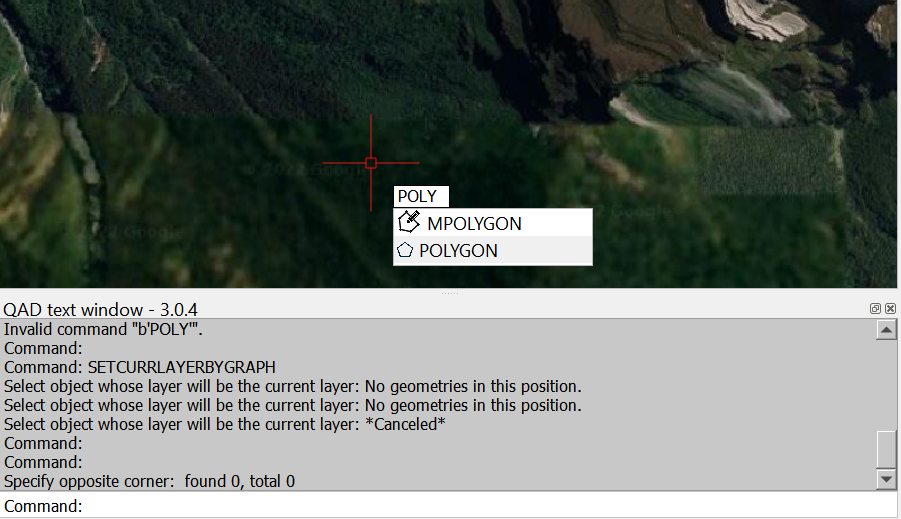 © 2022 Google
POLY
MPOLYGON
Google
2022 Google
POLYGON
QAD text window - 3.0.4
Invalid command "b'POLY'".
Command:
Command: SETCURRLAYERBYGRAPH
Select object whose layer will be the current layer: No geometries in this position.
Select object whose layer will be the current layer: No geometries in this position.
Select object whose layer will be the current layer: *Canceled*
Command:
Command:
Specify opposite corner:  found 0, total 0
Command: